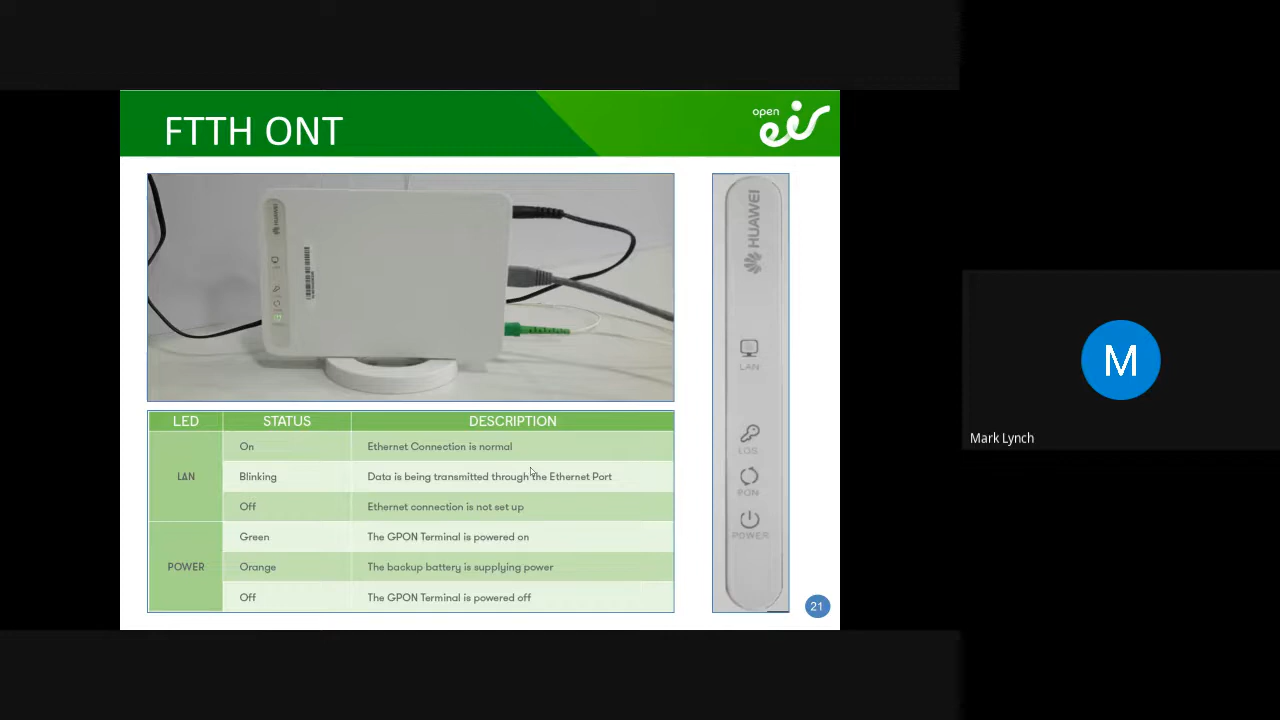 FTTH ONT
open
eir
HUAWEI
LAN
LOS
PON
POWER
LED STATUS DESCRIPTION
LAN
On Ethernet Connection is normal
Blinking Data is being transmitted through the Ethernet Port
Off Ethernet connection is not set up
POWER
Green The GPON Terminal is powered on
Orange The backup battery is supplying power
Off The GPON Terminal is powered off
21
M
Mark Lynch